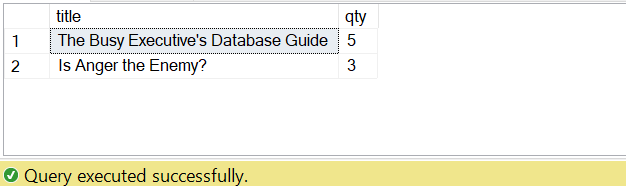 title qty
1 The Busy Executive's Database Guide 5
2 Is Anger the Enemy? 3
Query executed successfully.